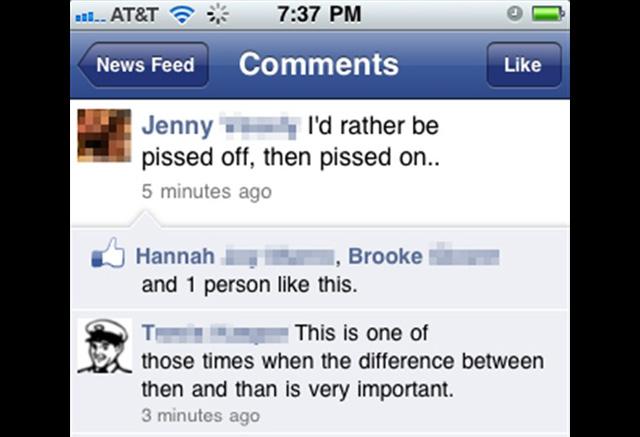 AT&T 7:37 PM
News Feed Comments Like
Jenny I'd rather be
pissed off, then pissed on..
5 minutes ago
Hannah , Brooke
and 1 person like this.
This is one of
those times when the difference between
then and than is very important.
3 minutes ago